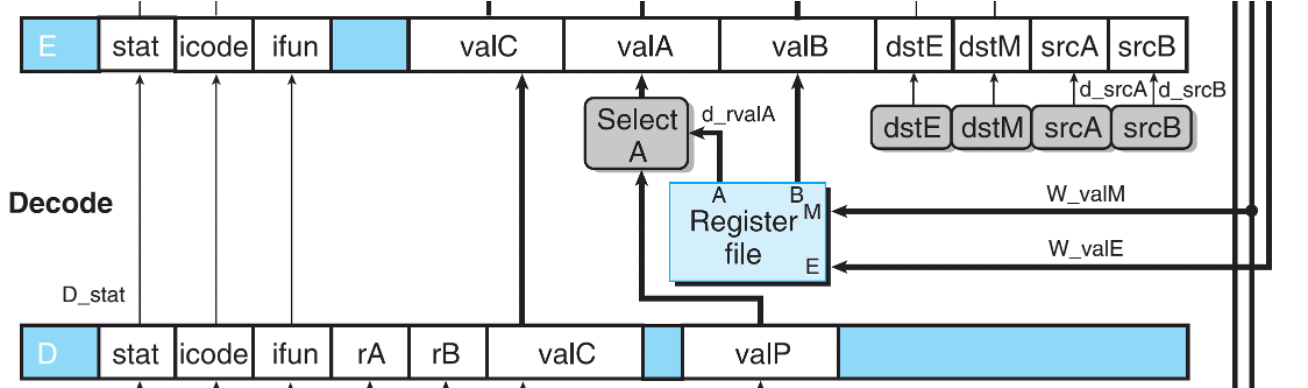 E stat icode ifun valC valA valB dstE dstM srcA srcB
d_srcA d_srcB
Select A
d_rvalA
dstE dstM srcA srcB
Decode
A B
M
Register file
E
W_valM
W_valE
D_stat
D stat icode ifun rA rB valC valP